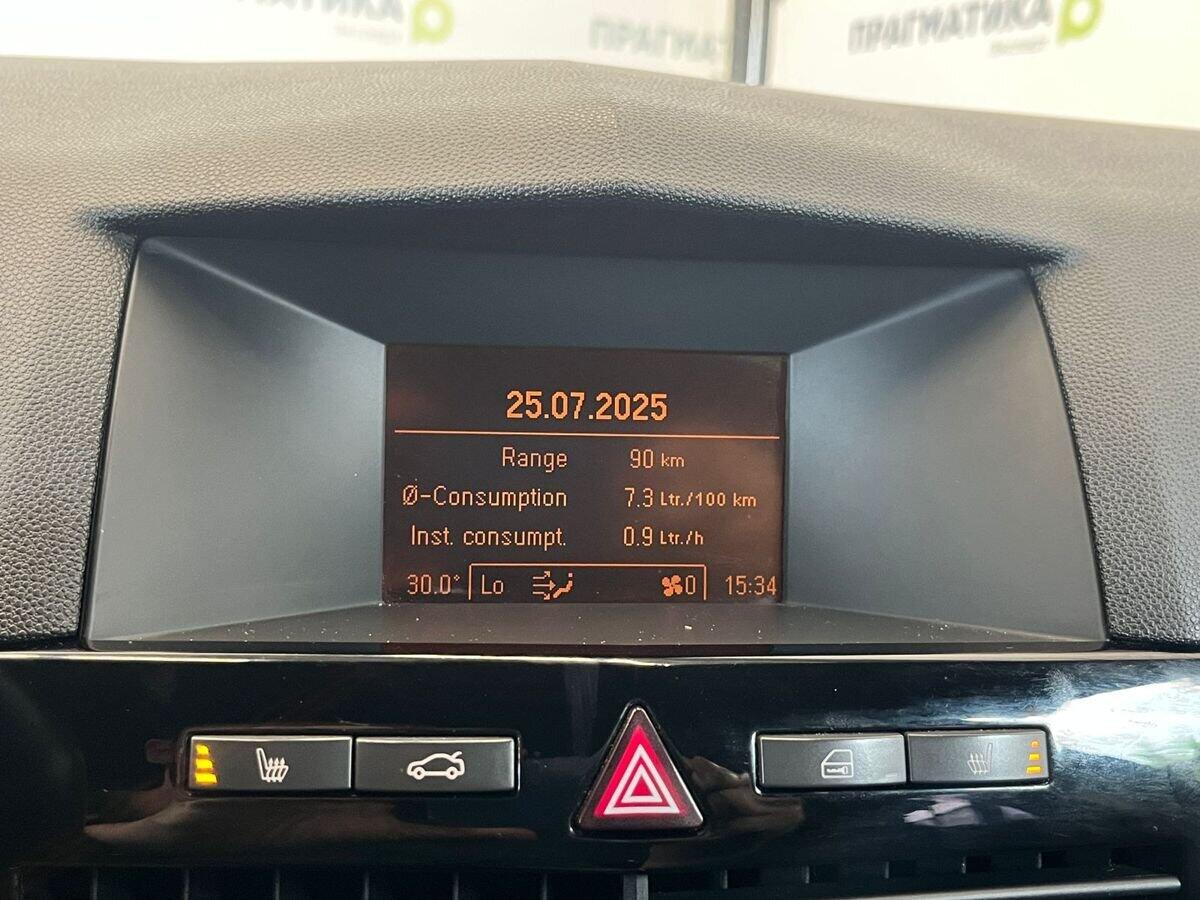 ПРАГМАТИКА
ПРАГМАТ
ПРАГМАТИКА
25.07.2025
Range 90 km
Ø-Consumption 7.3 Ltr./100 km
Inst. consumpt. 0.9 Ltr./h
30.0° Lo 0 15:34